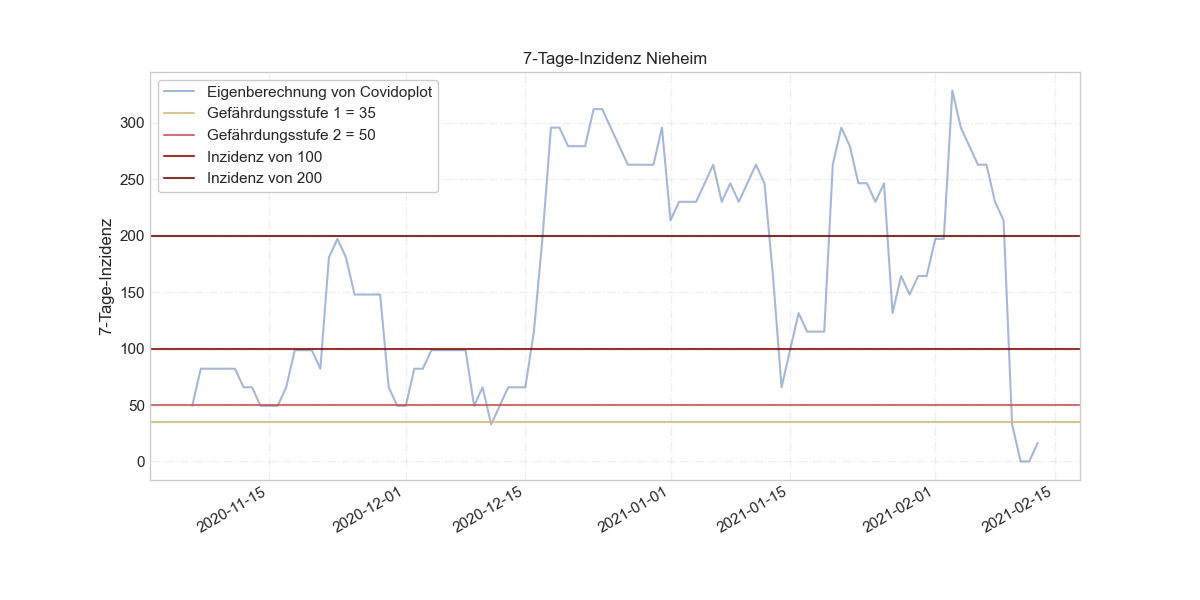 7-Tage-Inzidenz Nieheim
Eigenberechnung von Covidoplot
Gefährdungsstufe 1 = 35
Gefährdungsstufe 2 = 50
Inzidenz von 100
Inzidenz von 200
7-Tage-Inzidenz
300
250
200
150
100
50
0
2020-11-15
2020-12-01
2020-12-15
2021-01-01
2021-01-15
2021-02-01
2021-02-15